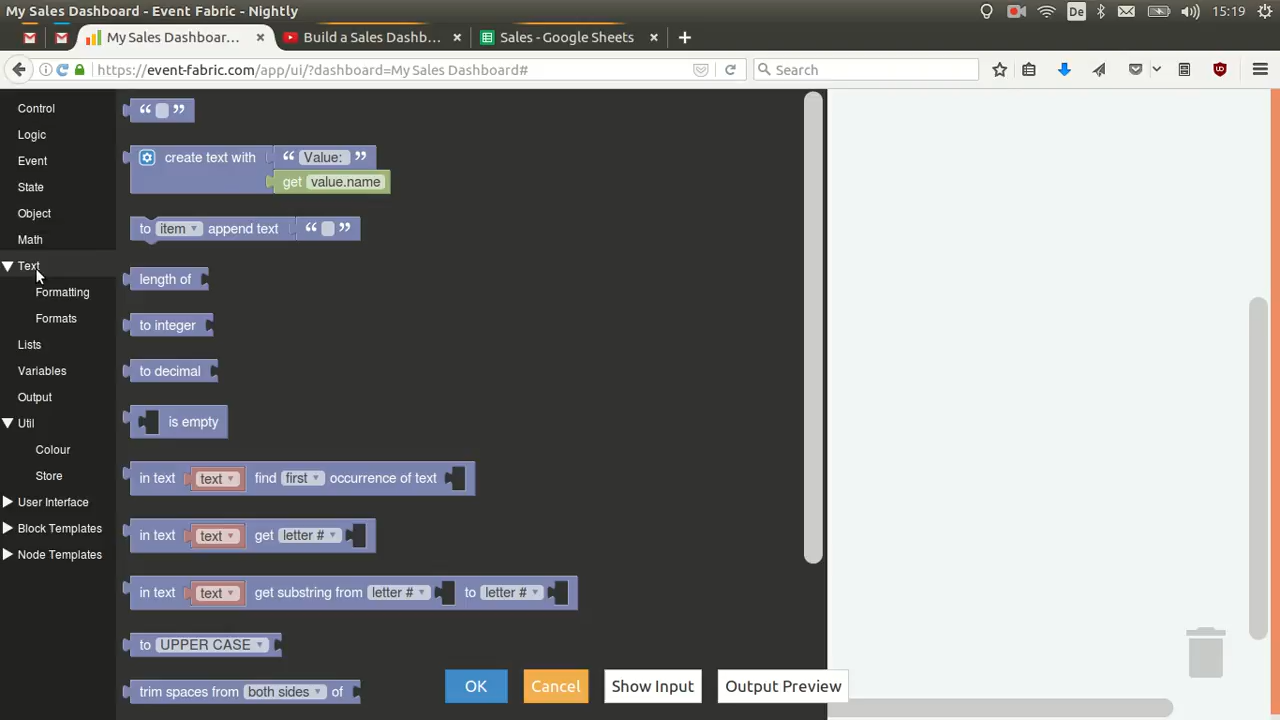 My Sales Dashboard - Event Fabric - Nightly
De
15:19
My Sales Dashboar...
Build a Sales Dashb...
Sales - Google Sheets
https://event-fabric.com/app/ui/?dashboard=My Sales Dashboard#
Search
Control
Logic
Event
State
Object
Math
Text
Formatting
Formats
Lists
Variables
Output
Util
Colour
Store
User Interface
Block Templates
Node Templates
“ ”
create text with “ Value: ”
get value.name
to item append text “ ”
length of
to integer
to decimal
is empty
in text text find first occurrence of text
in text text get letter #
in text text get substring from letter # to letter #
to UPPER CASE
trim spaces from both sides of
OK
Cancel
Show Input
Output Preview